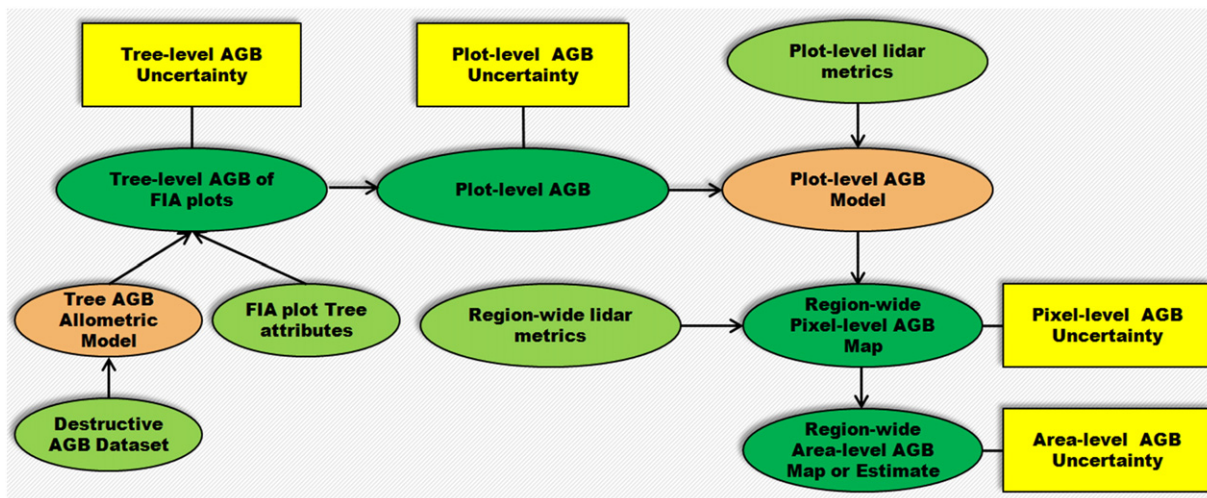 Tree-level AGB
Uncertainty
Plot-level AGB
Uncertainty
Plot-level lidar
metrics
Tree-level AGB of
FIA plots
Plot-level AGB
Plot-level AGB
Model
Tree AGB
Allometric
Model
FIA plot Tree
attributes
Region-wide lidar
metrics
Region-wide
Pixel-level AGB
Map
Pixel-level AGB
Uncertainty
Destructive
AGB Dataset
Region-wide
Area-level AGB
Map or Estimate
Area-level AGB
Uncertainty